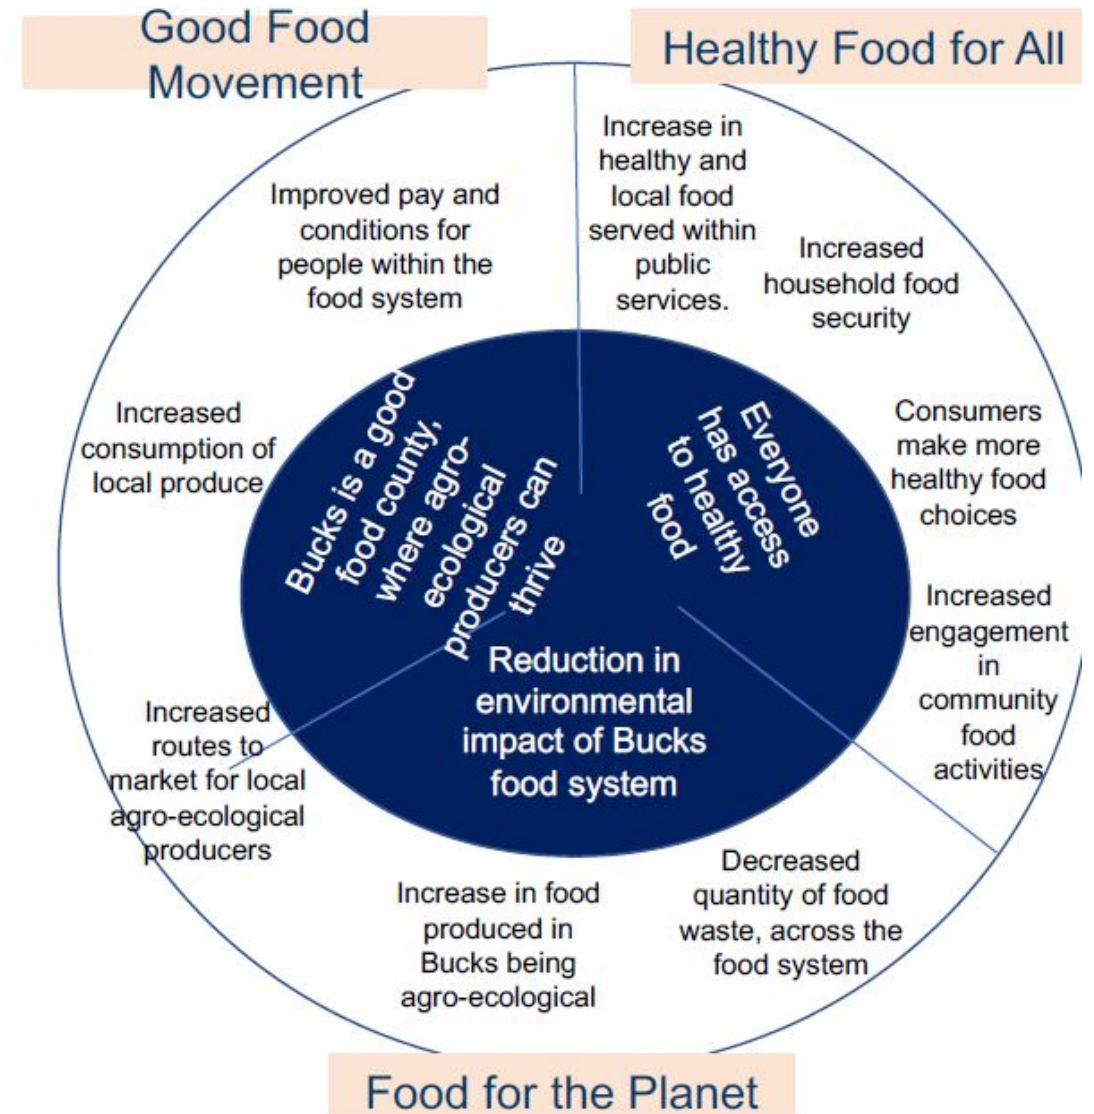 Good Food
Movement
Healthy Food for All
Improved pay and
conditions for
people within the
food system
Increased
consumption of
local produce
Increased
routes to
market for local
agro-ecological
producers
Increase in
healthy and
local food
served within
public
services.
Increased
household food
security
Consumers
make more
healthy food
choices
Increased
engagement
in
community
food
activities
Bucks is a good
food county,
where agro-
ecological
producers can
thrive
Everyone
has access
to healthy
food
Reduction in
environmental
impact of Bucks
food system
Increase in food
produced in
Bucks being
agro-ecological
Decreased
quantity of food
waste, across the
food system
Food for the Planet